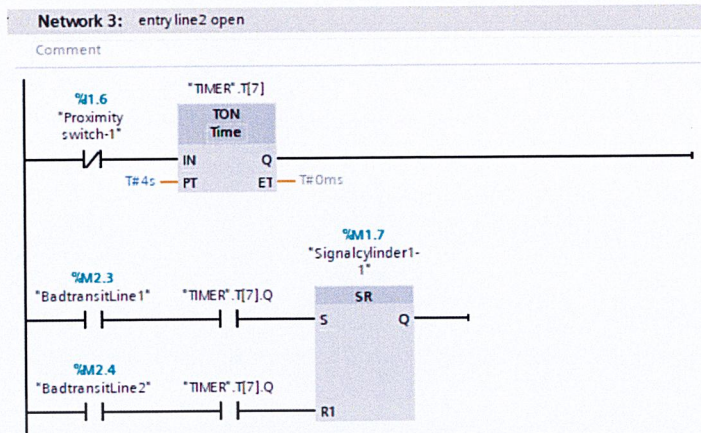 Network 3: entry line2 open
Comment
"TIMER".T[7]
%I1.6
"Proximity
switch-1"
TON
Time
IN Q
T#4s PT ET T#0ms
%M1.7
"Signalcylinder1-
1"
%M2.3
"BadtransitLine1" "TIMER".T[7].Q SR
S Q
%M2.4
"BadtransitLine2" "TIMER".T[7].Q
R1